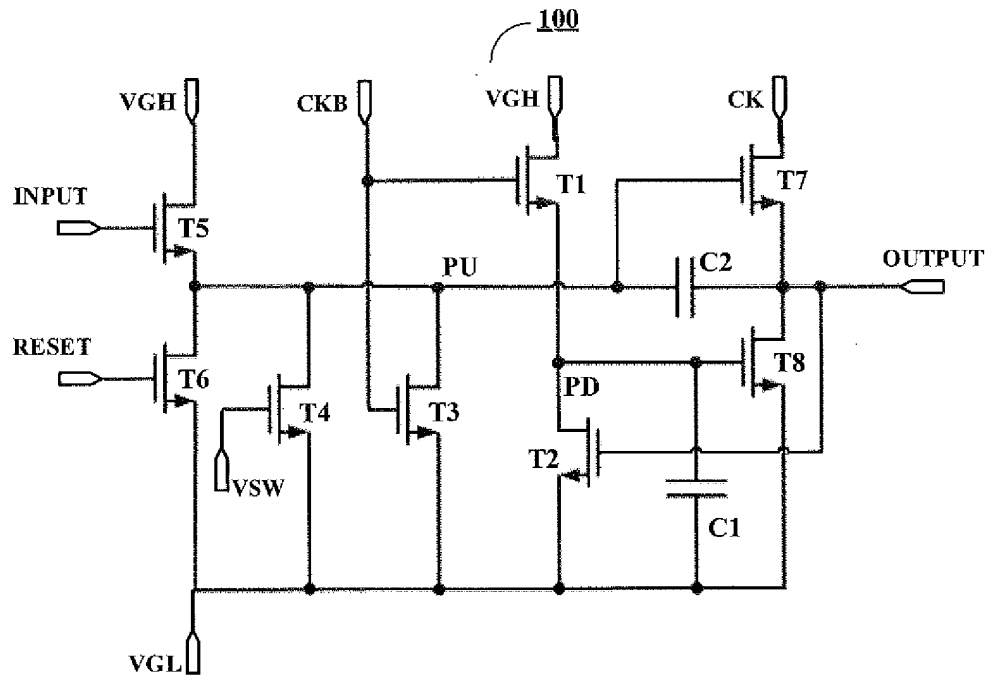 100
VGH
CKB
VGH
CK
INPUT
T5
T1
T7
PU
C2
OUTPUT
RESET
T6
T4
T3
PD
T8
T2
VSW
C1
VGL